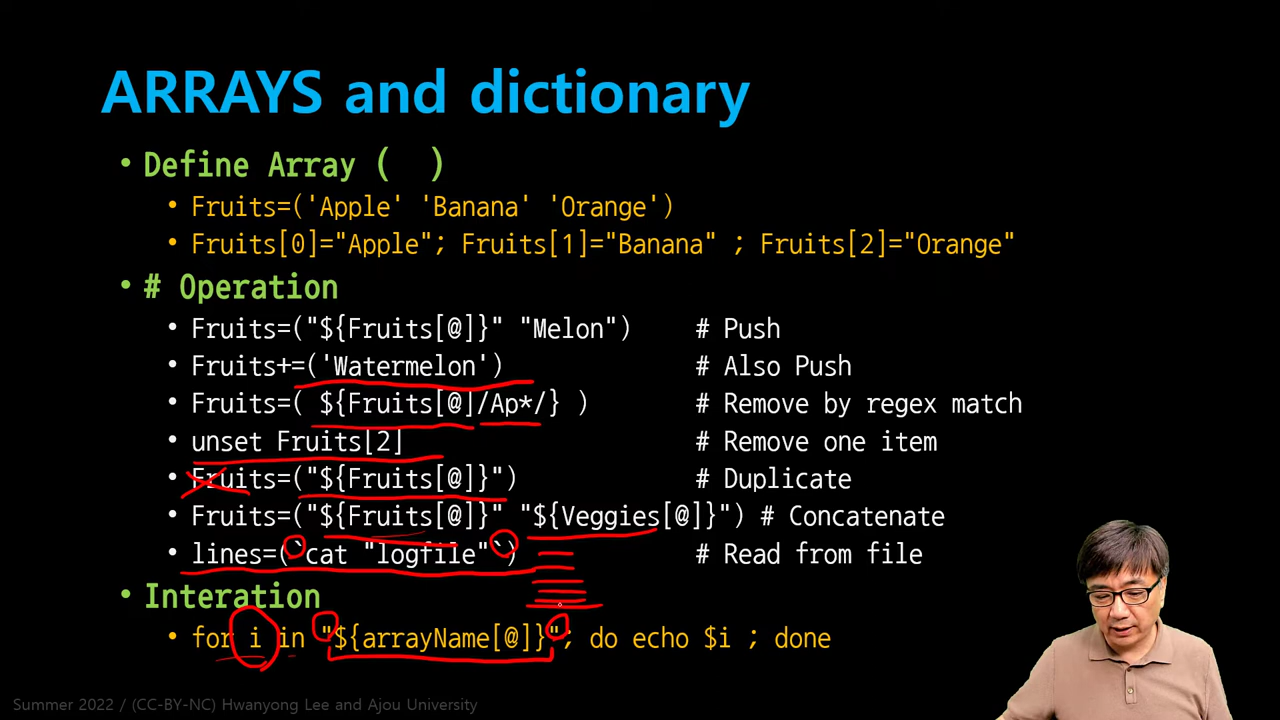 ARRAYS and dictionary
• Define Array ( )
• Fruits=('Apple' 'Banana' 'Orange')
• Fruits[0]="Apple"; Fruits[1]="Banana" ; Fruits[2]="Orange"
• # Operation
• Fruits=("${Fruits[@]}" "Melon") # Push
• Fruits+=('Watermelon') # Also Push
• Fruits=( ${Fruits[@]/Ap*/} ) # Remove by regex match
• unset Fruits[2] # Remove one item
• Fruits=("${Fruits[@]}") # Duplicate
• Fruits=("${Fruits[@]}" "${Veggies[@]}") # Concatenate
• lines=(`cat "logfile"`) # Read from file
• Interation
• for i in "${arrayName[@]}"; do echo $i ; done
Summer 2022 / (CC-BY-NC) Hwanyong Lee and Ajou University